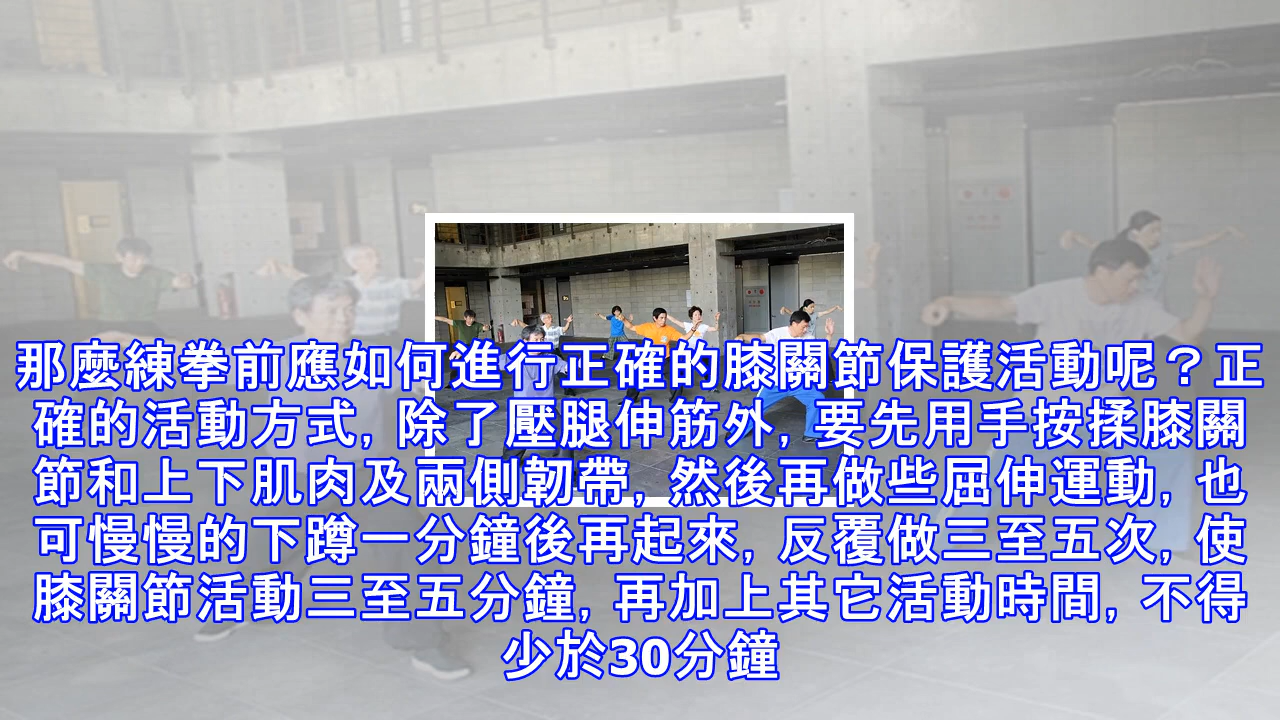 那麼練拳前應如何進行正確的膝關節保護活動呢？正
確的活動方式, 除了壓腿伸筋外, 要先用手按揉膝關
節和上下肌肉及兩側韌帶, 然後再做些屈伸運動, 也
可慢慢的下蹲一分鐘後再起來, 反覆做三至五次, 使
膝關節活動三至五分鐘, 再加上其它活動時間, 不得
少於30分鐘